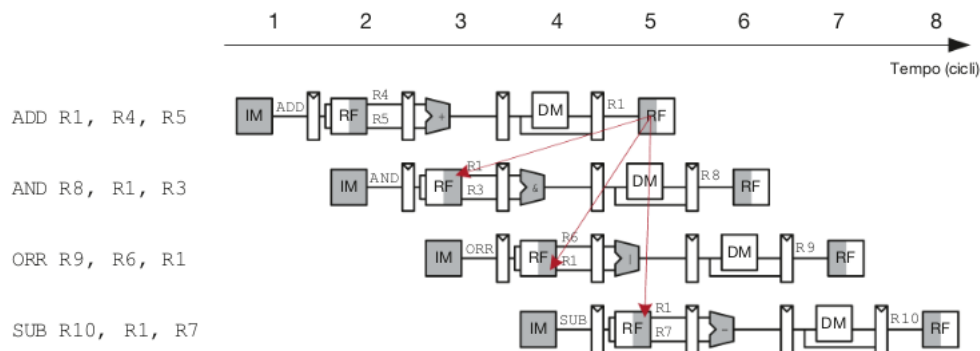 1 2 3 4 5 6 7 8
Tempo (cicli)
ADD R1, R4, R5
IM ADD RF R4 R5 + DM R1 RF
AND R8, R1, R3
IM AND RF R1 R3 & DM R8 RF
ORR R9, R6, R1
IM ORR RF R6 R1 | DM R9 RF
SUB R10, R1, R7
IM SUB RF R1 R7 - DM R10 RF